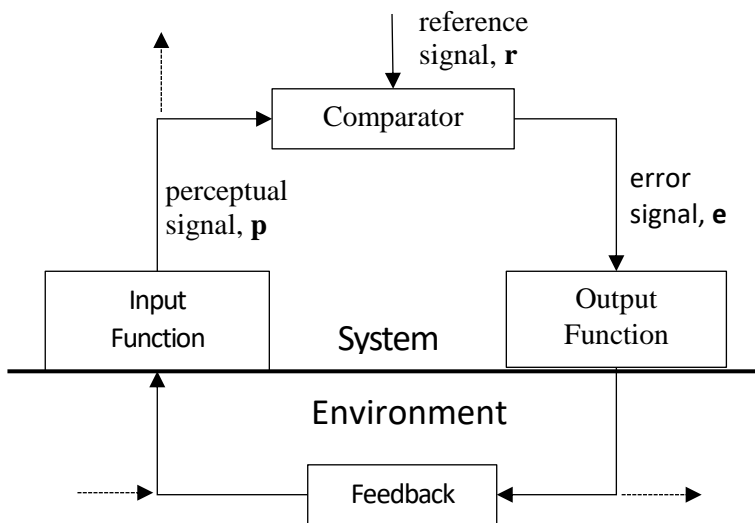 reference
signal, r
Comparator
perceptual
signal, p
error
signal, e
Input
Function
System
Output
Function
Environment
Feedback